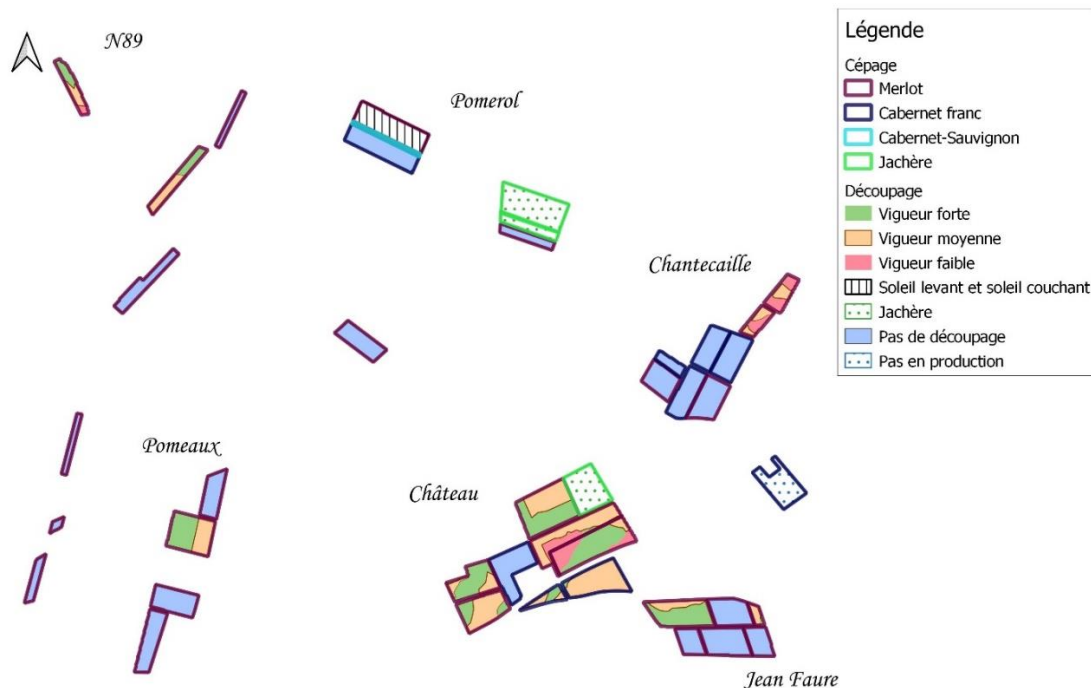 N89
Pomerol
Chantecaille
Pomeaux
Château
Jean Faure
Légende
Cépage
Merlot
Cabernet franc
Cabernet-Sauvignon
Jachère
Découpage
Vigueur forte
Vigueur moyenne
Vigueur faible
Soleil levant et soleil couchant
Jachère
Pas de découpage
Pas en production